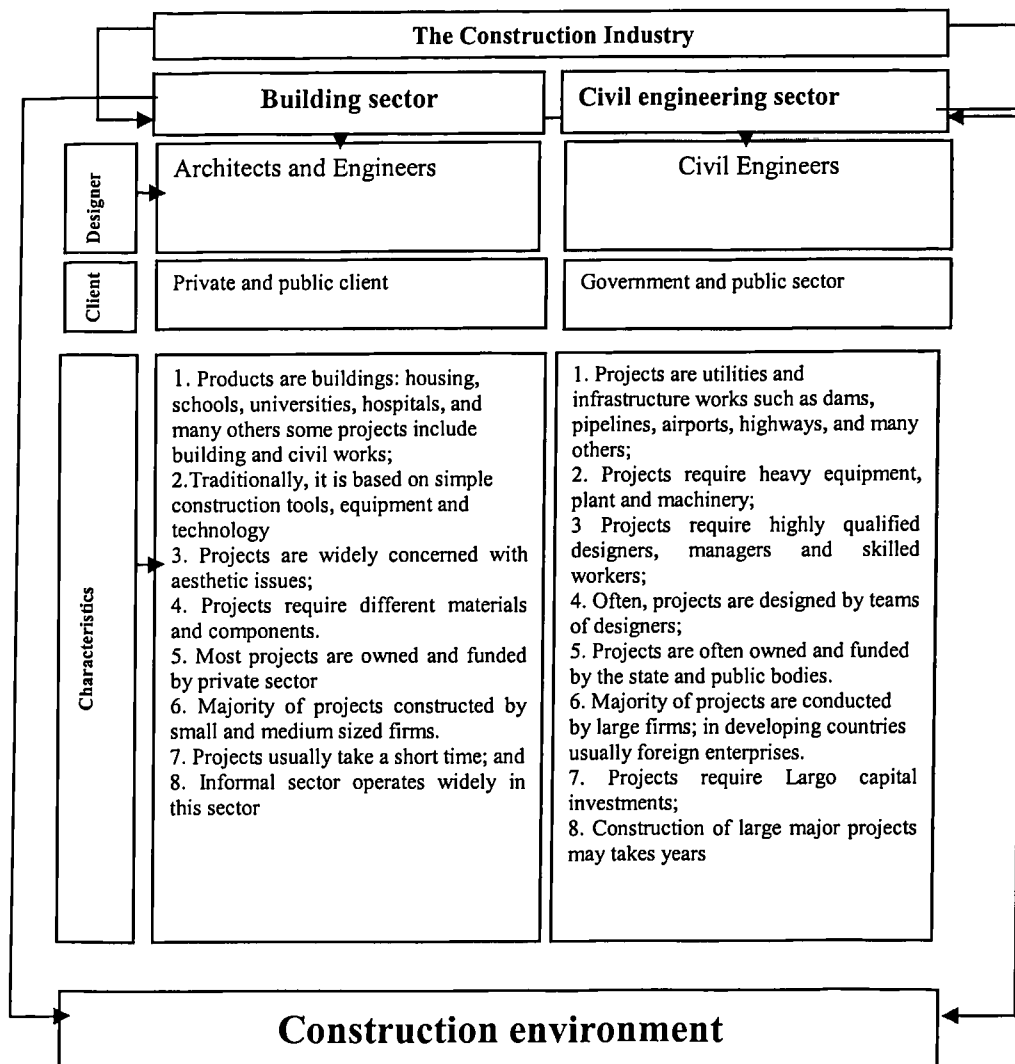 The Construction Industry
Building sector
Civil engineering sector
Designer
Architects and Engineers
Civil Engineers
Client
Private and public client
Government and public sector
Characteristics
1. Products are buildings: housing,
schools, universities, hospitals, and
many others some projects include
building and civil works;
2.Traditionally, it is based on simple
construction tools, equipment and
technology
3. Projects are widely concerned with
aesthetic issues;
4. Projects require different materials
and components.
5. Most projects are owned and funded
by private sector
6. Majority of projects constructed by
small and medium sized firms.
7. Projects usually take a short time; and
8. Informal sector operates widely in
this sector
1. Projects are utilities and
infrastructure works such as dams,
pipelines, airports, highways, and many
others;
2. Projects require heavy equipment,
plant and machinery;
3 Projects require highly qualified
designers, managers and skilled
workers;
4. Often, projects are designed by teams
of designers;
5. Projects are often owned and funded
by the state and public bodies.
6. Majority of projects are conducted
by large firms; in developing countries
usually foreign enterprises.
7. Projects require Largo capital
investments;
8. Construction of large major projects
may takes years
Construction environment